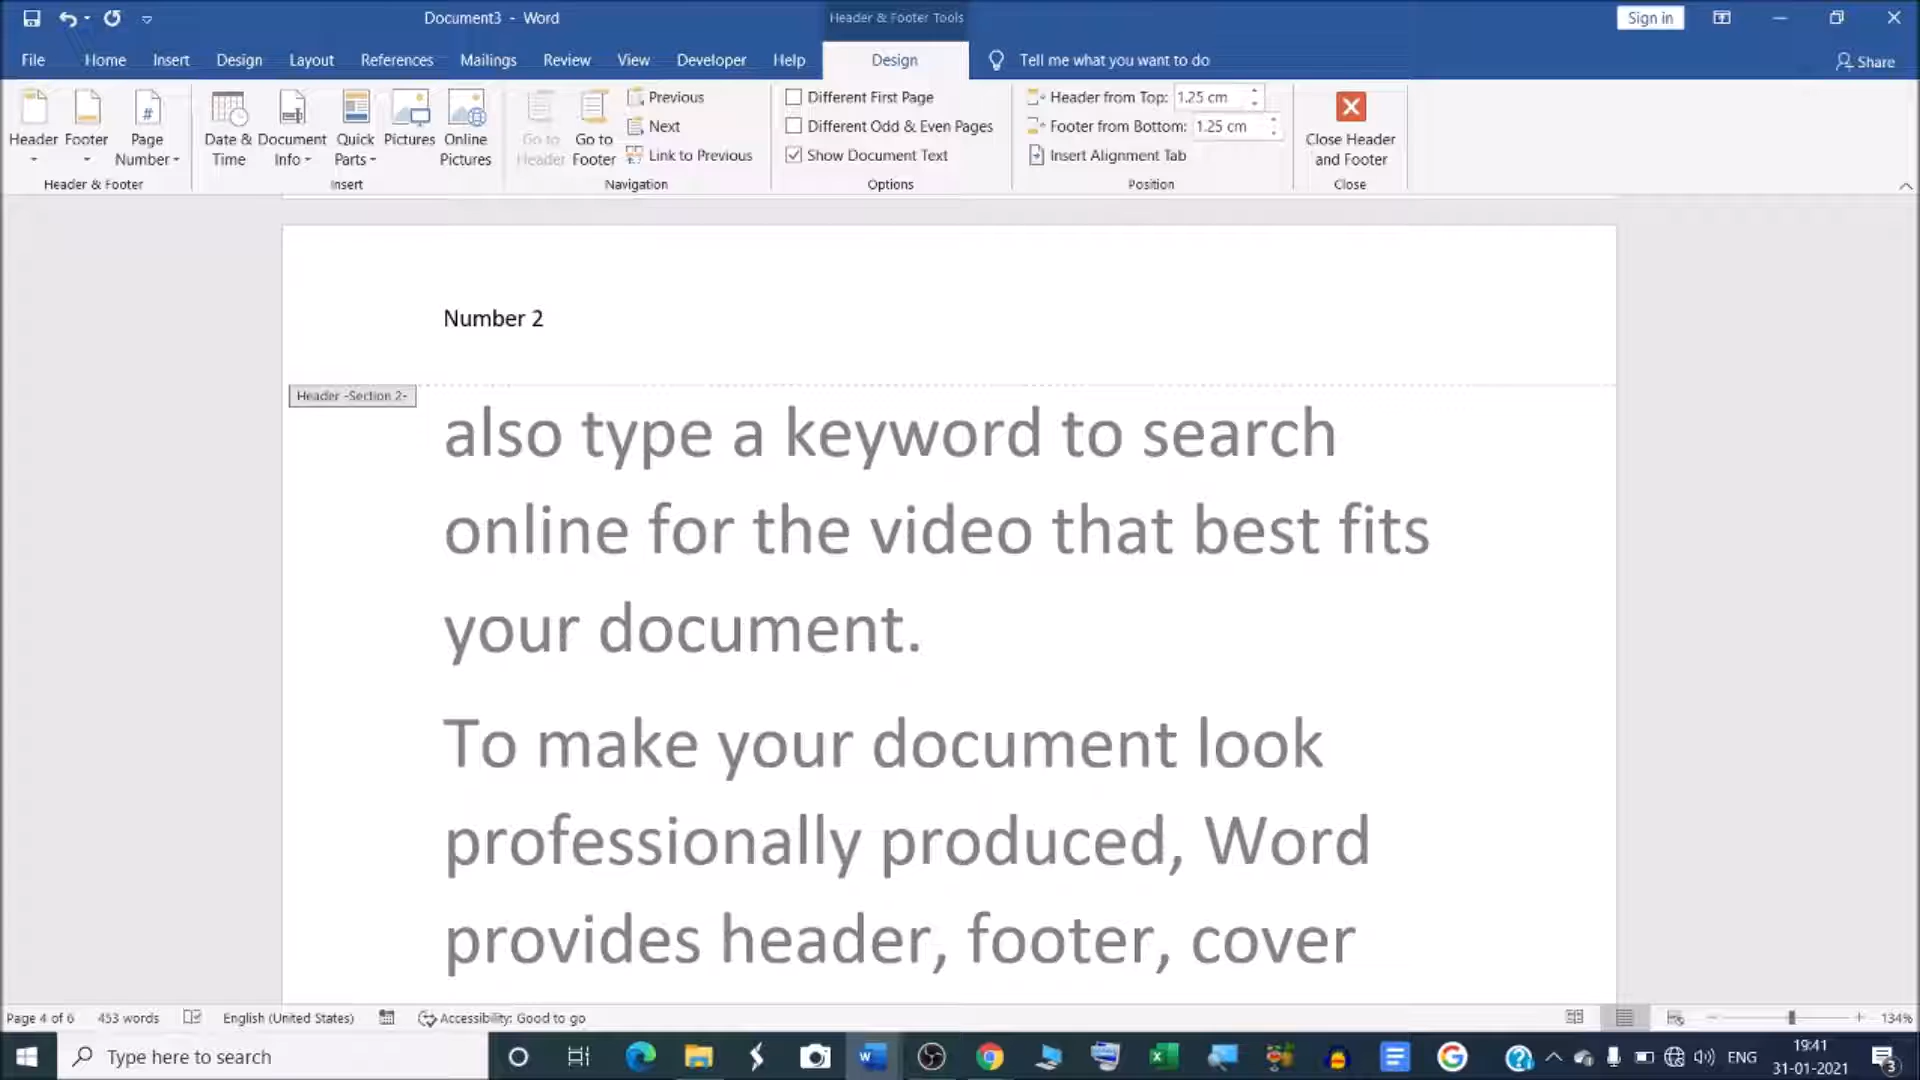 Document3 - Word
Header & Footer Tools
Sign in
File Home Insert Design Layout References Mailings Review View Developer Help Design Tell me what you want to do Share
Header
Footer
Page Number
Header & Footer
Date & Time
Document Info
Quick Parts
Pictures
Online Pictures
Insert
Go to Header
Go to Footer
Previous
Next
Link to Previous
Navigation
Different First Page
Different Odd & Even Pages
Show Document Text
Options
Header from Top: 1.25 cm
Footer from Bottom: 1.25 cm
Insert Alignment Tab
Position
Close Header and Footer
Close
Number 2
Header -Section 2-
also type a keyword to search
online for the video that best fits
your document.
To make your document look
professionally produced, Word
provides header, footer, cover
Page 4 of 6 453 words English (United States) Accessibility: Good to go 134%
Type here to search
ENG
19:41
31-01-2021
3